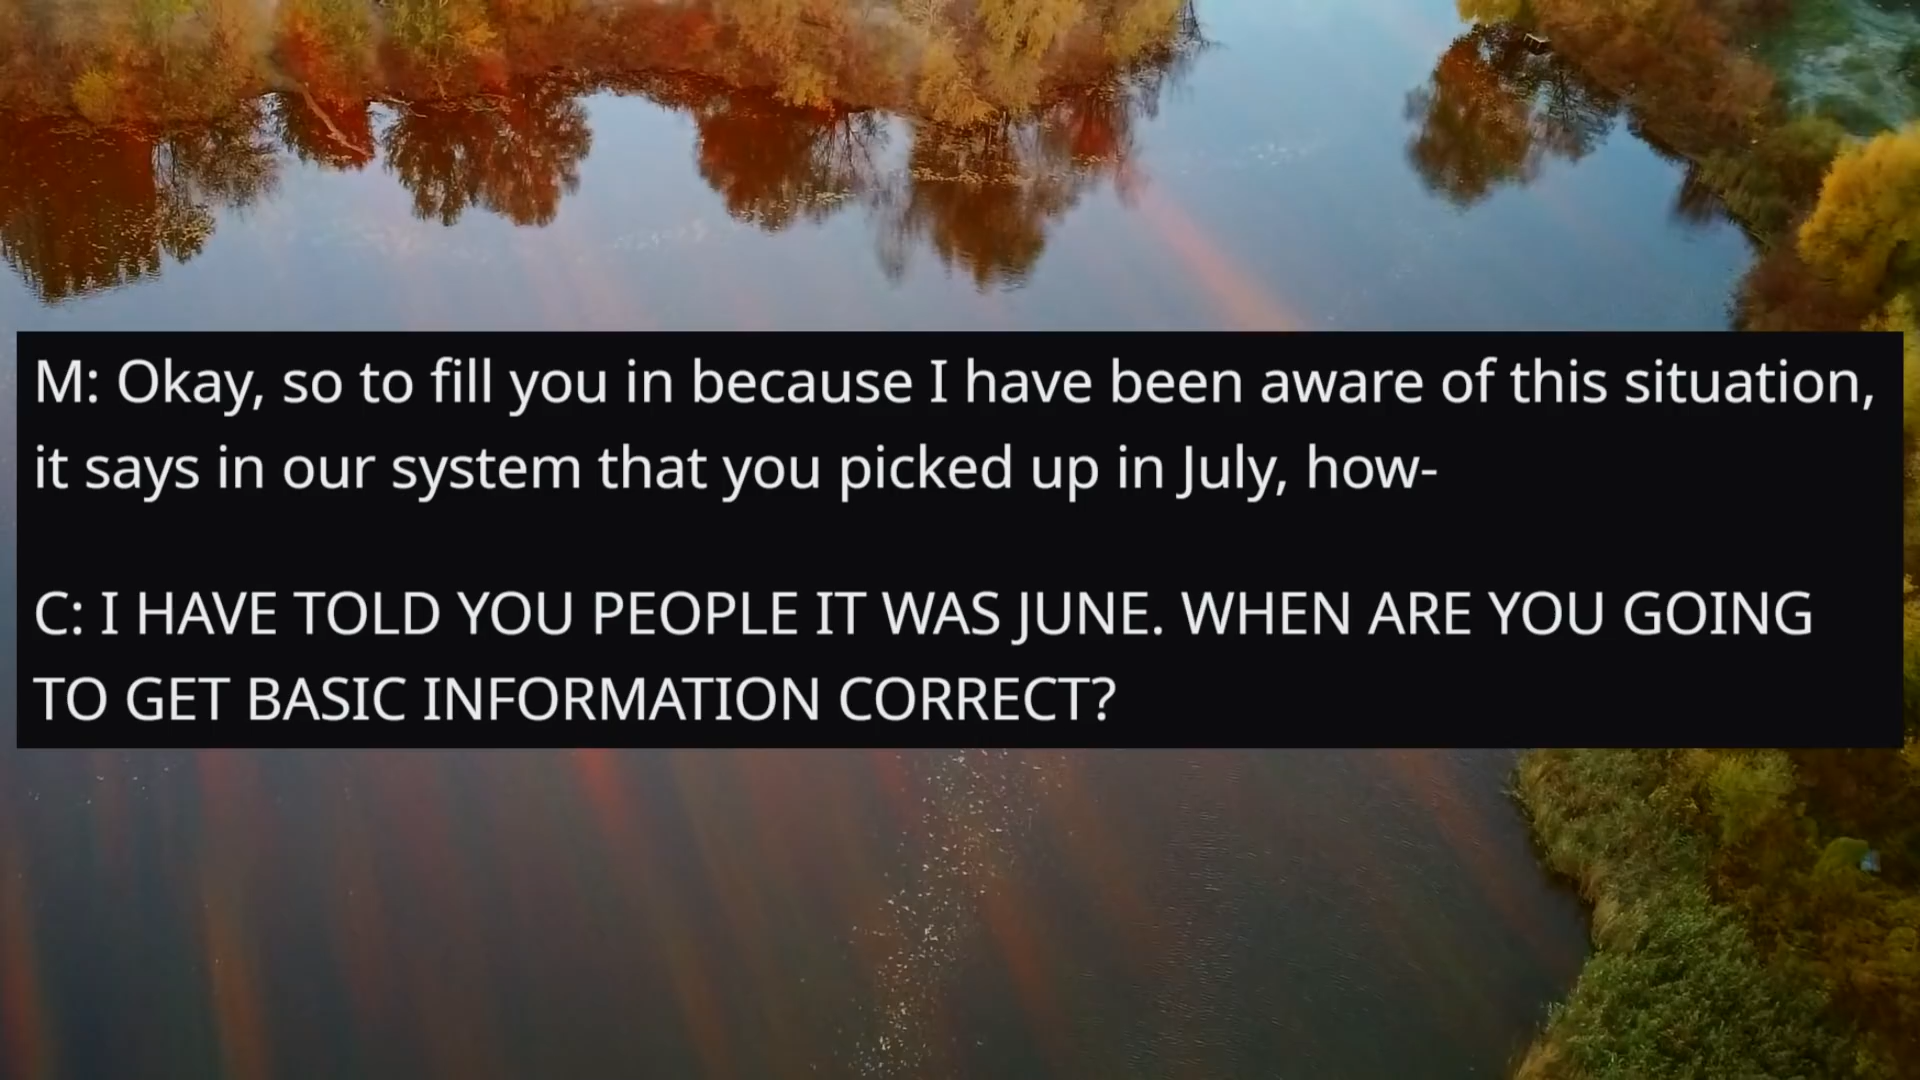 M: Okay, so to fill you in because I have been aware of this situation,
it says in our system that you picked up in July, how-
C: I HAVE TOLD YOU PEOPLE IT WAS JUNE. WHEN ARE YOU GOING
TO GET BASIC INFORMATION CORRECT?